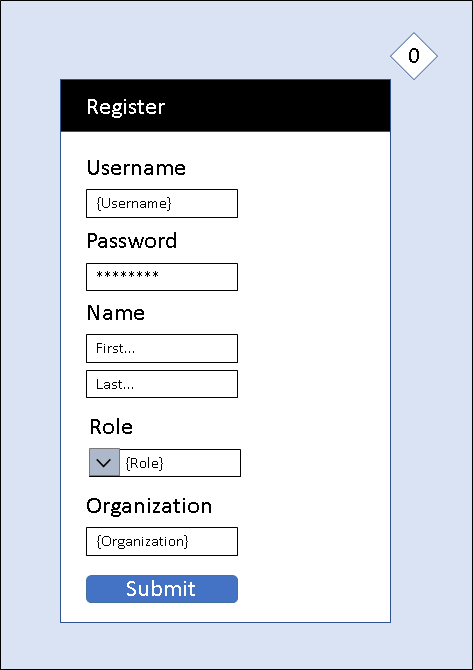 0
Register
Username
{Username}
Password
********
Name
First...
Last...
Role
{Role}
Organization
{Organization}
Submit